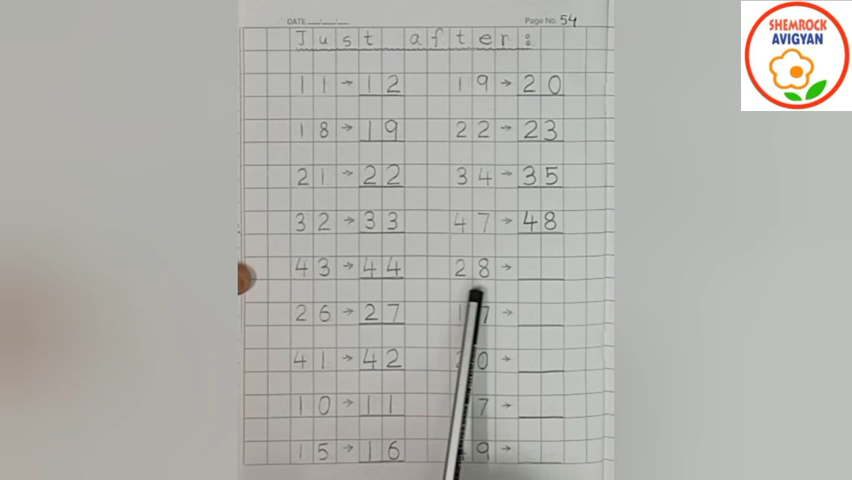 DATE
Page No. 54
Just after:
11 → 12 19 → 20
18 → 19 22 → 23
21 → 22 34 → 35
32 → 33 47 → 48
43 → 44 28 →
26 → 27 17 →
41 → 42 →
10 → 11 →
15 → 16 →
SHEMROCK
AVIGYAN